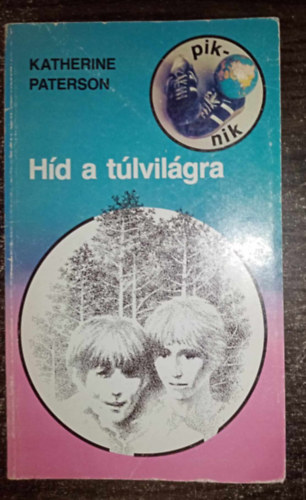 KATHERINE
PATERSON
pik-
nik
Híd a túlvilágra